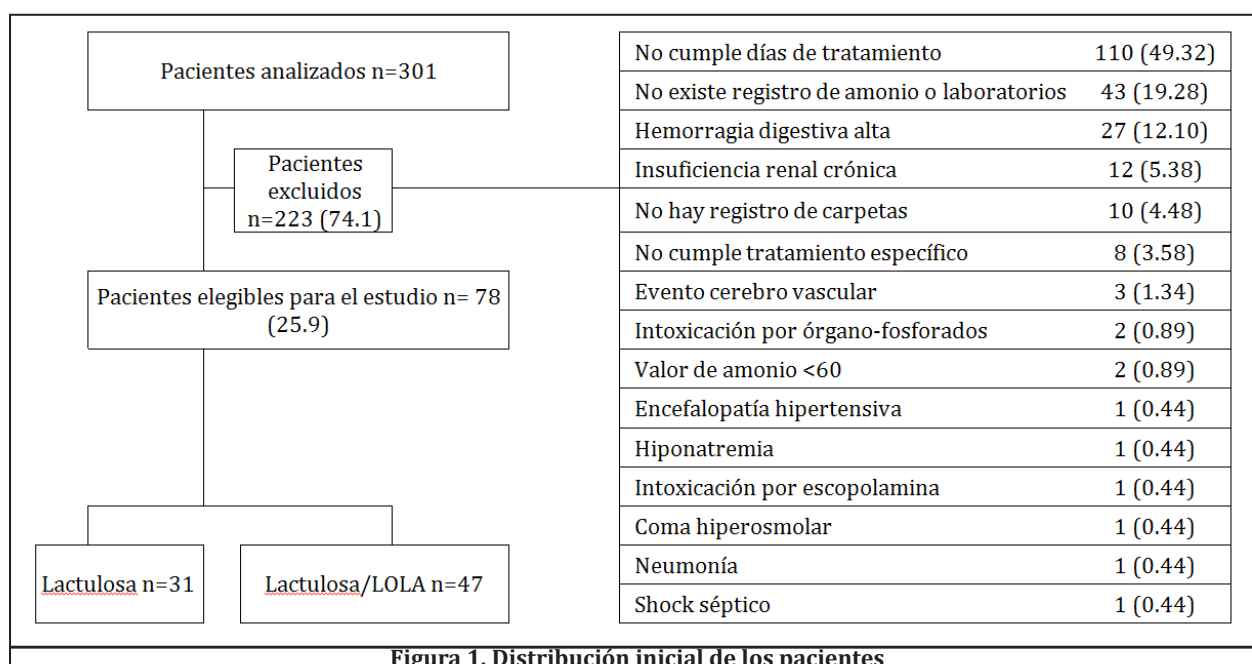 Pacientes analizados n=301
Pacientes
excluidos
n=223 (74.1)
Pacientes elegibles para el estudio n= 78
(25.9)
Lactulosa n=31
Lactulosa/LOLA n=47
No cumple días de tratamiento 110 (49.32)
No existe registro de amonio o laboratorios 43 (19.28)
Hemorragia digestiva alta 27 (12.10)
Insuficiencia renal crónica 12 (5.38)
No hay registro de carpetas 10 (4.48)
No cumple tratamiento específico 8 (3.58)
Evento cerebro vascular 3 (1.34)
Intoxicación por órgano-fosforados 2 (0.89)
Valor de amonio <60 2 (0.89)
Encefalopatía hipertensiva 1 (0.44)
Hiponatremia 1 (0.44)
Intoxicación por escopolamina 1 (0.44)
Coma hiperosmolar 1 (0.44)
Neumonía 1 (0.44)
Shock séptico 1 (0.44)
Figura 1. Distribución inicial de los pacientes